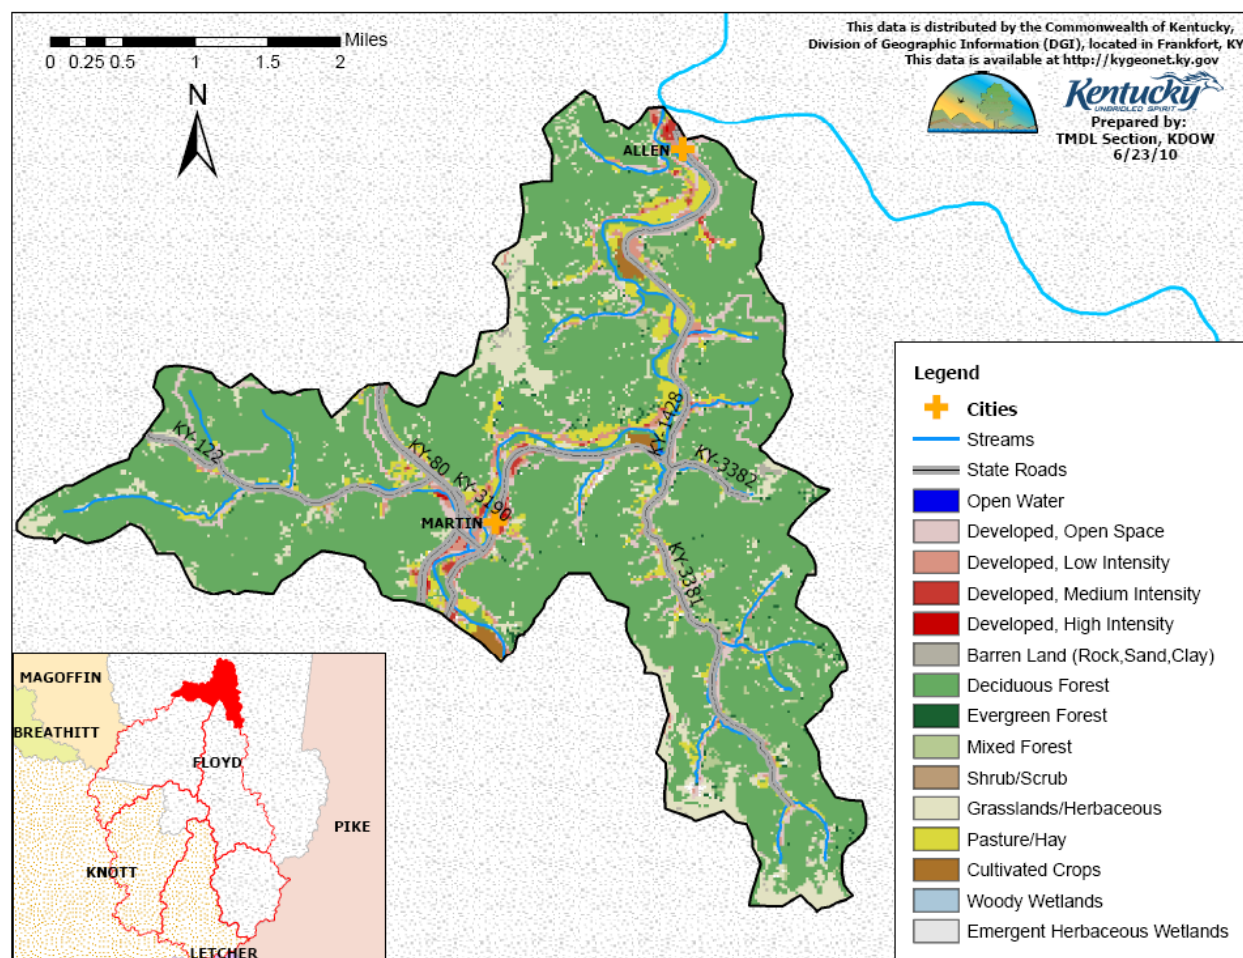 This data is distributed by the Commonwealth of Kentucky,
Division of Geographic Information (DGI), located in Frankfort, KY
This data is available at http://kygeonet.ky.gov
Kentucky
UNBRIDLED SPIRIT
Prepared by:
TMDL Section, KDOW
6/23/10
Miles
0 0.25 0.5 1 1.5 2
N
ALLEN
KY-1428
KY-122
KY-80
KY-3190
KY-3382
MARTIN
KY-3381
Legend
Cities
Streams
State Roads
Open Water
Developed, Open Space
Developed, Low Intensity
Developed, Medium Intensity
Developed, High Intensity
Barren Land (Rock,Sand,Clay)
Deciduous Forest
Evergreen Forest
Mixed Forest
Shrub/Scrub
Grasslands/Herbaceous
Pasture/Hay
Cultivated Crops
Woody Wetlands
Emergent Herbaceous Wetlands
MAGOFFIN
BREATHITT
FLOYD
PIKE
KNOTT
LETCHER